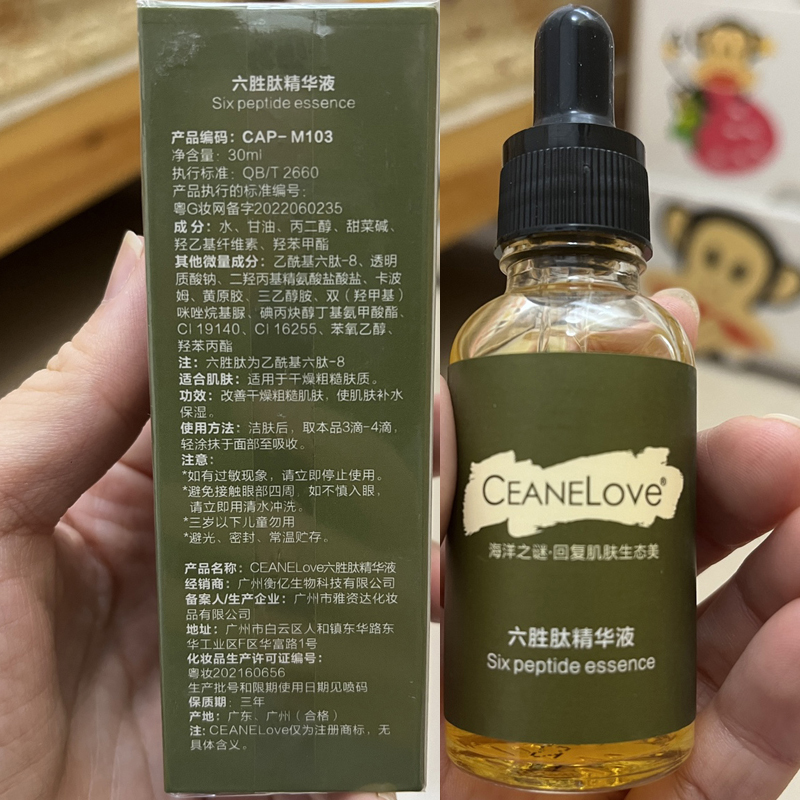 六胜肽精华液
Six peptide essence
产品编码：CAP-M103
净含量：30ml
执行标准：QB/T 2660
产品执行的标准编号：
粤G妆网备字2022060235
成分：水、甘油、丙二醇、甜菜碱、
羟乙基纤维素、羟苯甲酯
其他微量成分：乙酰基六肽-8、透明
质酸钠、二羟丙基精氨酸盐酸盐、卡波
姆、黄原胶、三乙醇胺、双（羟甲基）
咪唑烷基脲、碘丙炔醇丁基氨甲酸酯、
CI 19140、CI 16255、苯氧乙醇、
羟苯丙酯
注：六胜肽为乙酰基六肽-8
适合肌肤：适用于干燥粗糙肤质。
功效：改善干燥粗糙肌肤，使肌肤补水
保湿。
使用方法：洁肤后，取本品3滴-4滴，
轻涂抹于面部至吸收。
注意：
*如有过敏现象，请立即停止使用。
*避免接触眼部四周，如不慎入眼，
请立即用清水冲洗。
*三岁以下儿童勿用
*避光、密封、常温贮存。
产品名称：CEANELove六胜肽精华液
经销商：广州衡亿生物科技有限公司
备案人/生产企业：广州市雅资达化妆
品有限公司
地址：广州市白云区人和镇东华路东
华工业区F区华富路1号
化妆品生产许可证编号：
粤妆202160656
生产批号和限期使用日期见喷码
保质期：三年
产地：广东、广州（合格）
注：CEANELove仅为注册商标，无
具体含义。
CEANELOVE®
海洋之谜·回复肌肤生态美
六胜肽精华液
Six peptide essence